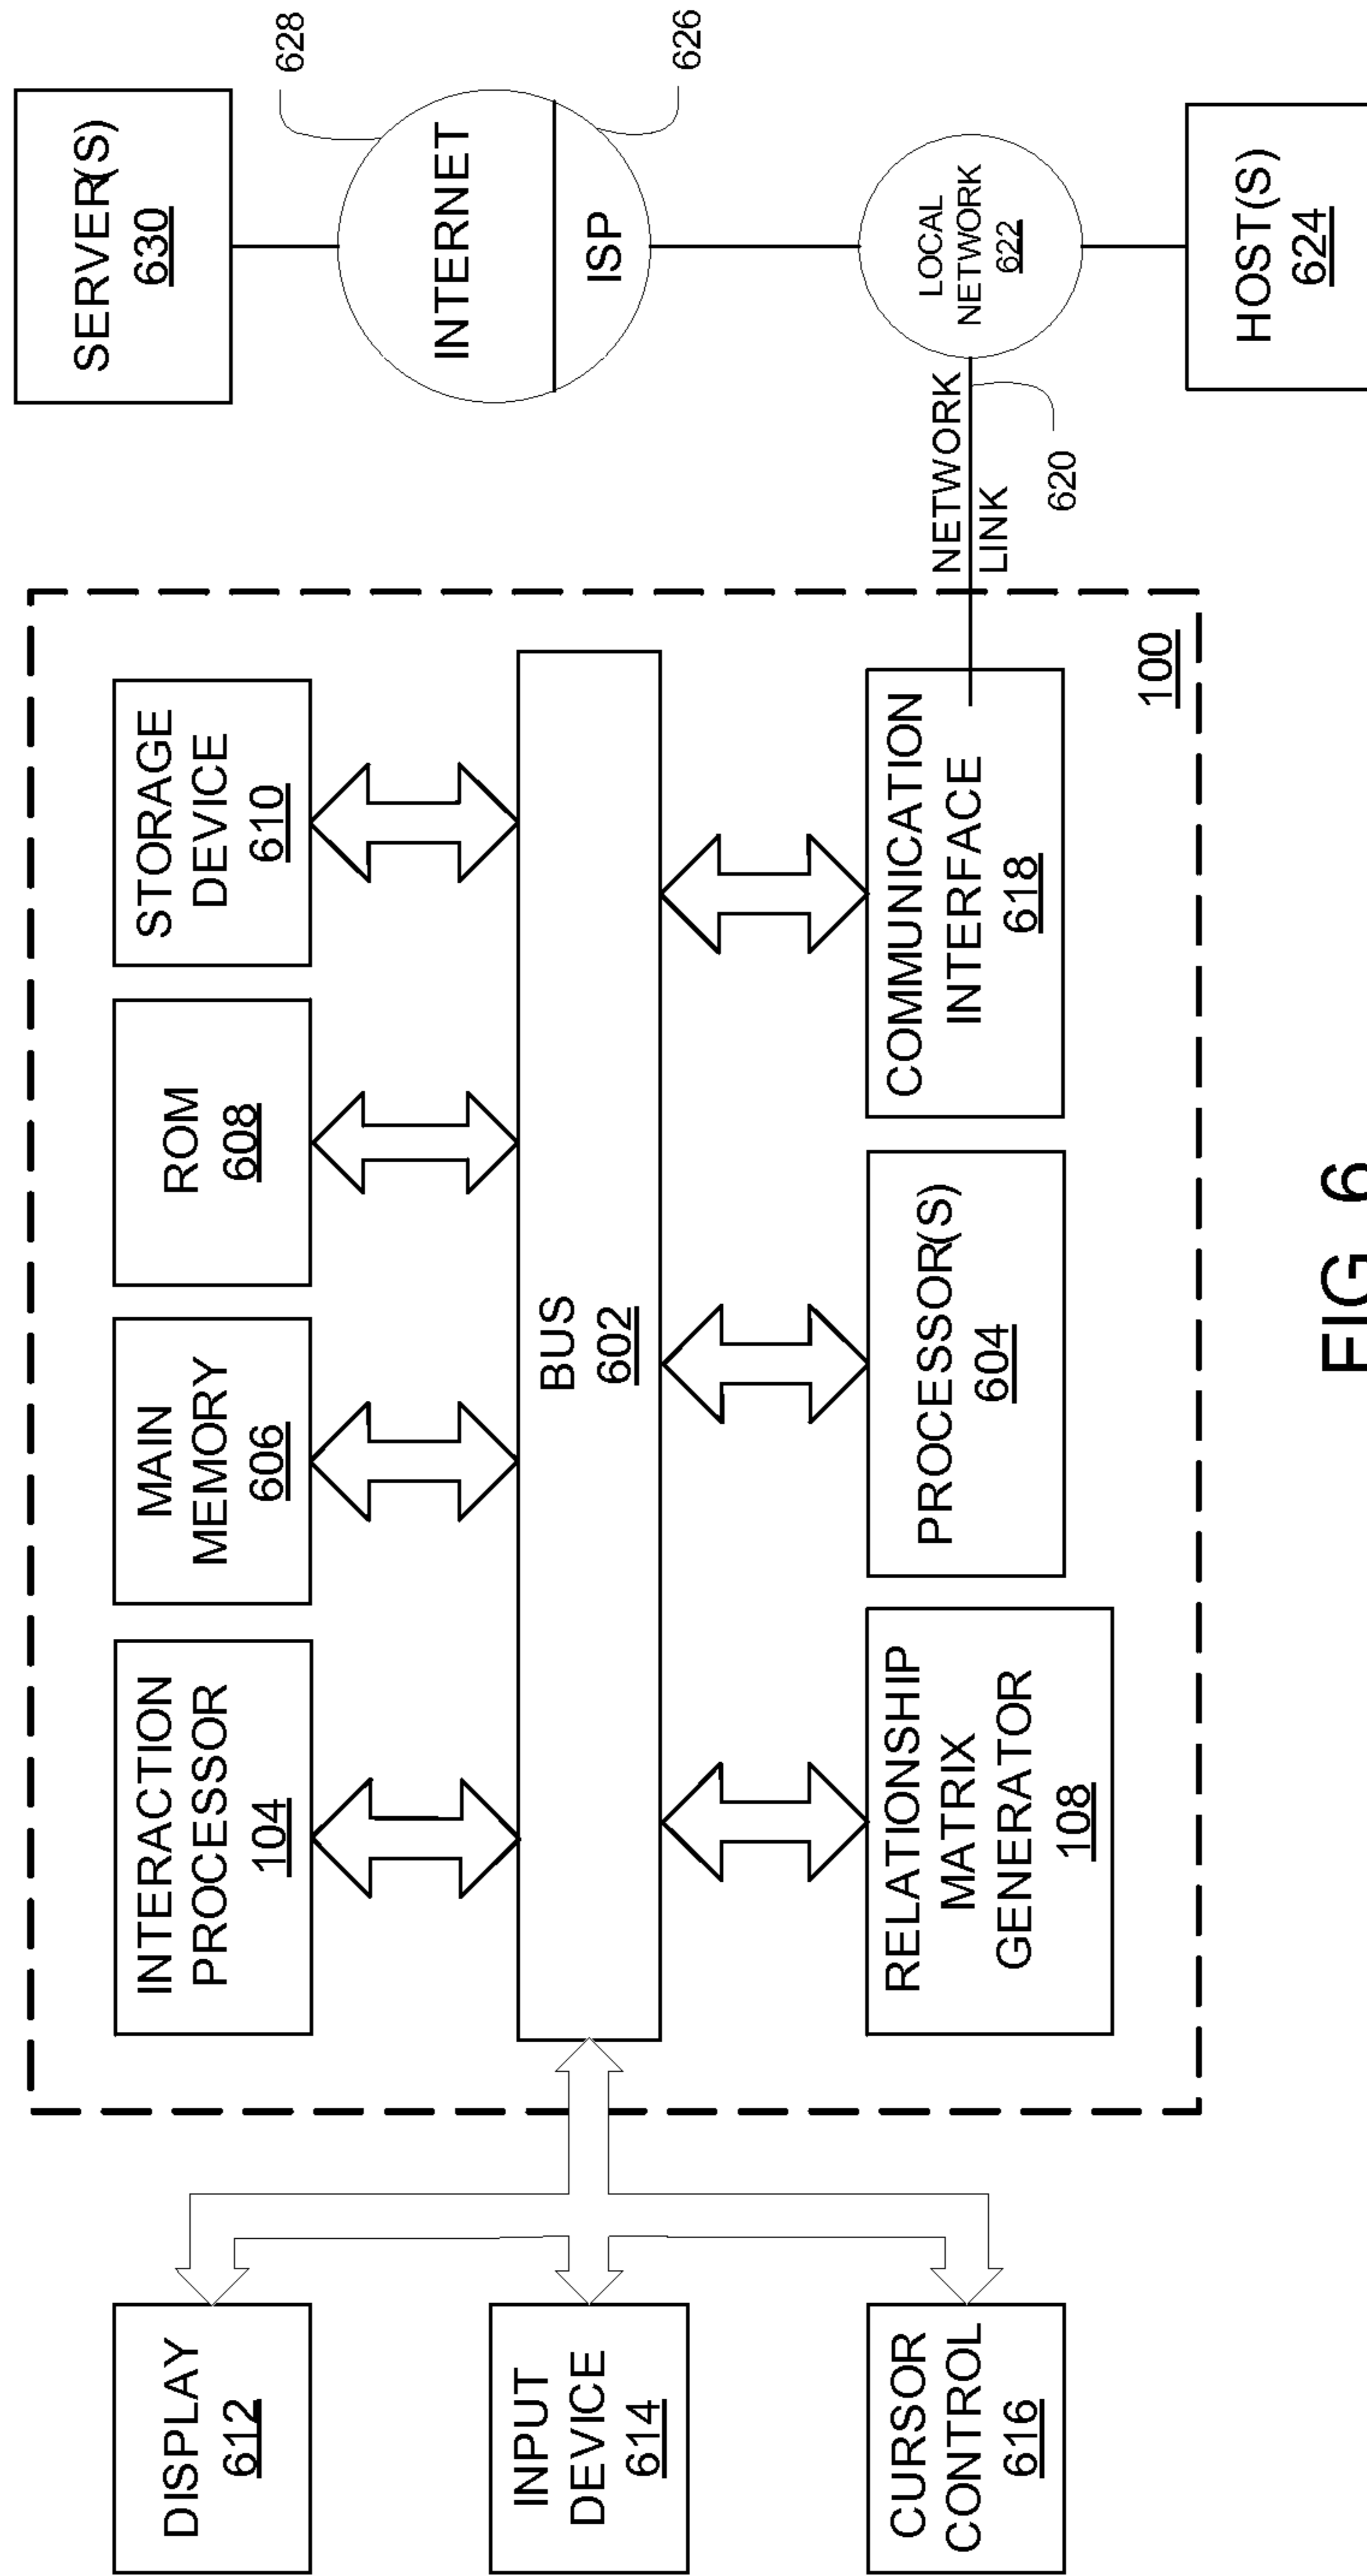 DISPLAY
612
INPUT
DEVICE
614
CURSOR
CONTROL
616
INTERACTION
PROCESSOR
104
MAIN
MEMORY
606
ROM
608
STORAGE
DEVICE
610
BUS
602
RELATIONSHIP
MATRIX
GENERATOR
108
PROCESSOR(S)
604
COMMUNICATION
INTERFACE
618
100
NETWORK
LINK
620
SERVER(S)
630
628
INTERNET
ISP
626
LOCAL
NETWORK
622
HOST(S)
624
FIG. 6